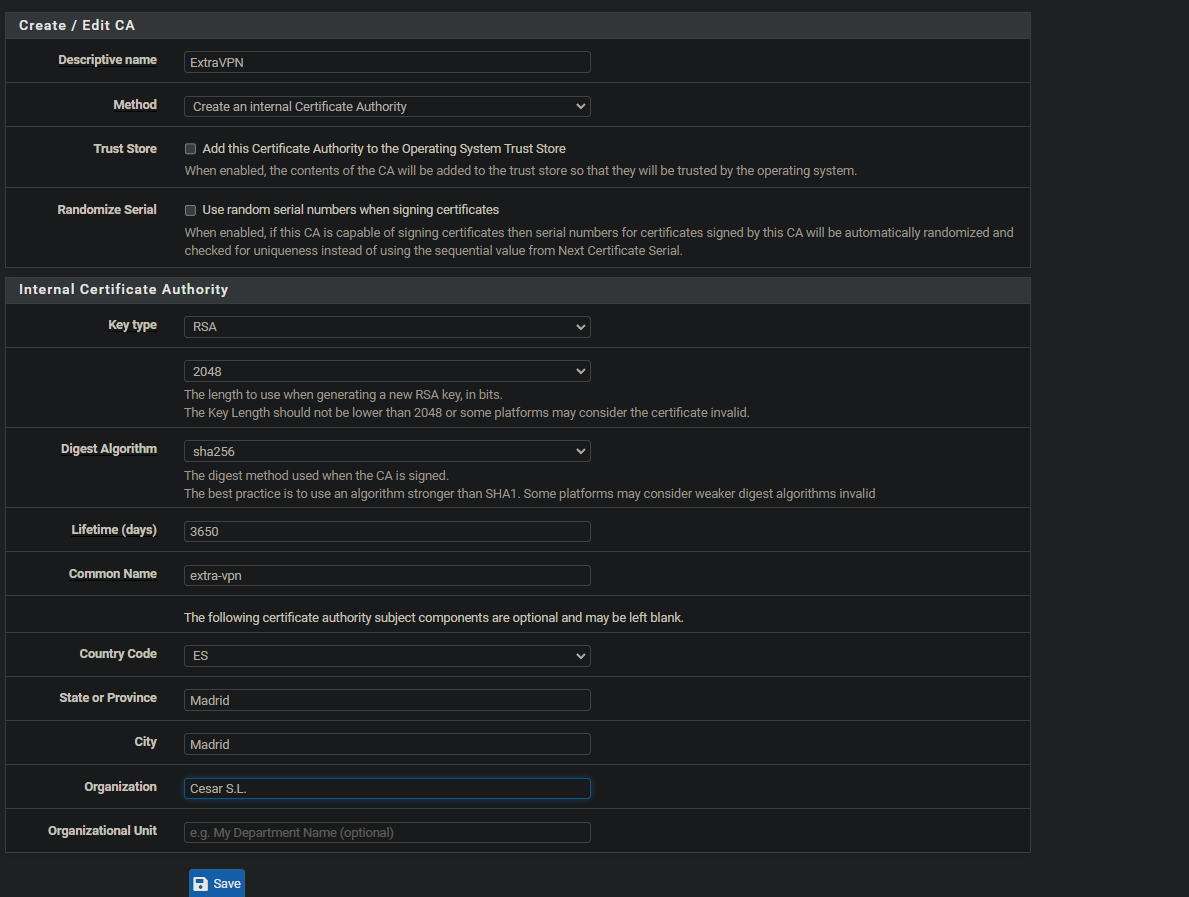 Create / Edit CA
Descriptive name ExtraVPN
Method Create an internal Certificate Authority
Trust Store Add this Certificate Authority to the Operating System Trust Store
When enabled, the contents of the CA will be added to the trust store so that they will be trusted by the operating system.
Randomize Serial Use random serial numbers when signing certificates
When enabled, if this CA is capable of signing certificates then serial numbers for certificates signed by this CA will be automatically randomized and
checked for uniqueness instead of using the sequential value from Next Certificate Serial.
Internal Certificate Authority
Key type RSA
2048
The length to use when generating a new RSA key, in bits.
The Key Length should not be lower than 2048 or some platforms may consider the certificate invalid.
Digest Algorithm sha256
The digest method used when the CA is signed.
The best practice is to use an algorithm stronger than SHA1. Some platforms may consider weaker digest algorithms invalid
Lifetime (days) 3650
Common Name extra-vpn
The following certificate authority subject components are optional and may be left blank.
Country Code ES
State or Province Madrid
City Madrid
Organization Cesar S.L.
Organizational Unit e.g. My Department Name (optional)
Save